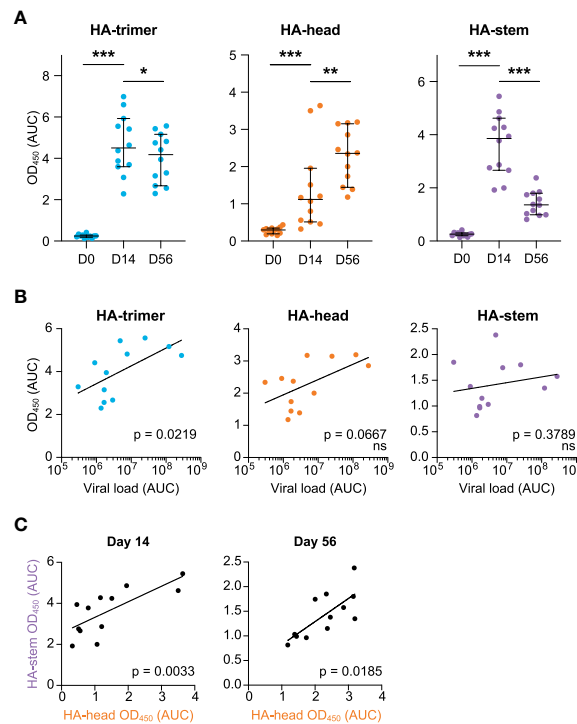 A
HA-trimer
HA-head
HA-stem
OD450 (AUC)
***
*
***
**
***
***
0
2
4
6
8
0
1
2
3
4
5
0
2
4
6
D0
D14
D56
D0
D14
D56
D0
D14
D56
B
HA-trimer
HA-head
HA-stem
OD450 (AUC)
6
4
2
0
p = 0.0219
4
3
2
1
0
p = 0.0667
ns
2.5
2.0
1.5
1.0
0.5
0.0
p = 0.3789
ns
10^5 10^6 10^7 10^8 10^9
10^5 10^6 10^7 10^8 10^9
10^5 10^6 10^7 10^8 10^9
Viral load (AUC)
Viral load (AUC)
Viral load (AUC)
C
Day 14
Day 56
HA-stem OD450 (AUC)
6
4
2
0
p = 0.0033
2.5
2.0
1.5
1.0
0.5
0.0
p = 0.0185
0 1 2 3 4
0 1 2 3 4
HA-head OD450 (AUC)
HA-head OD450 (AUC)